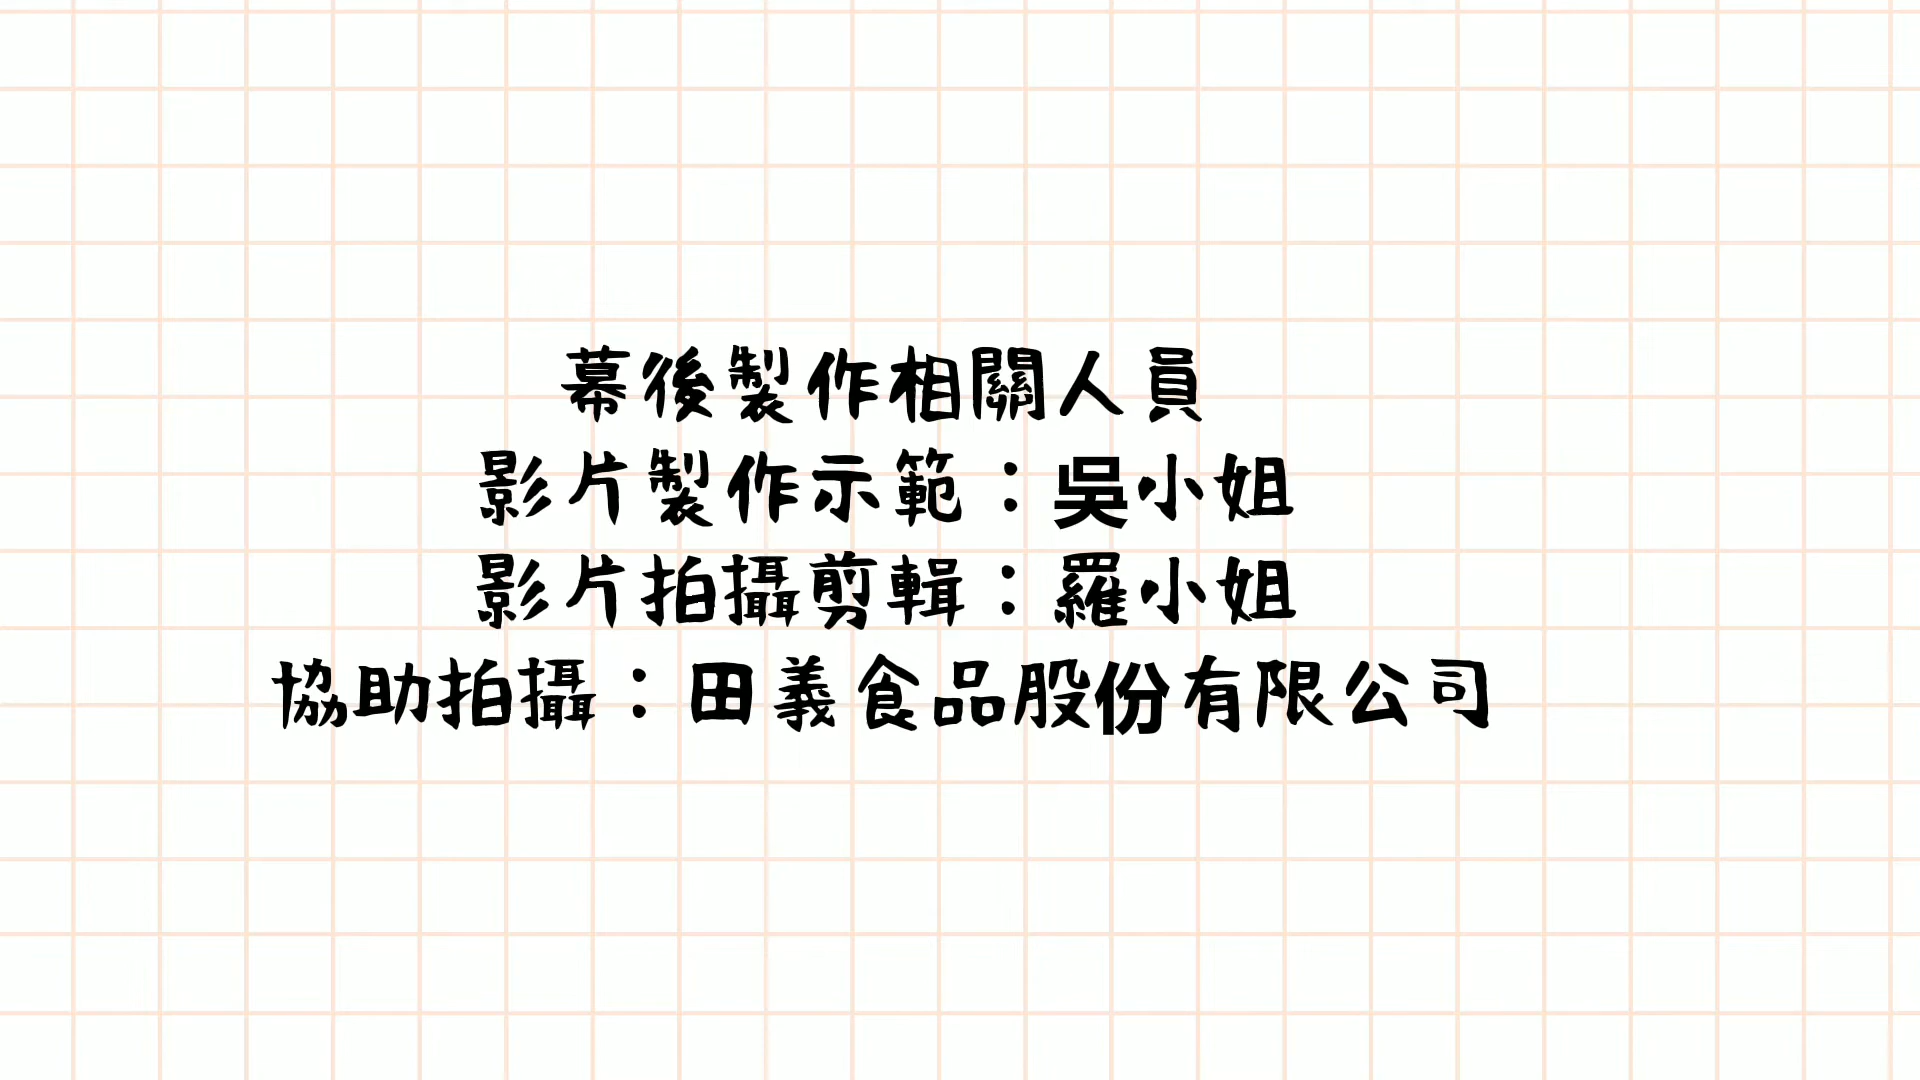 幕後製作相關人員
影片製作示範：吳小姐
影片拍攝剪輯：羅小姐
協助拍攝：田義食品股份有限公司